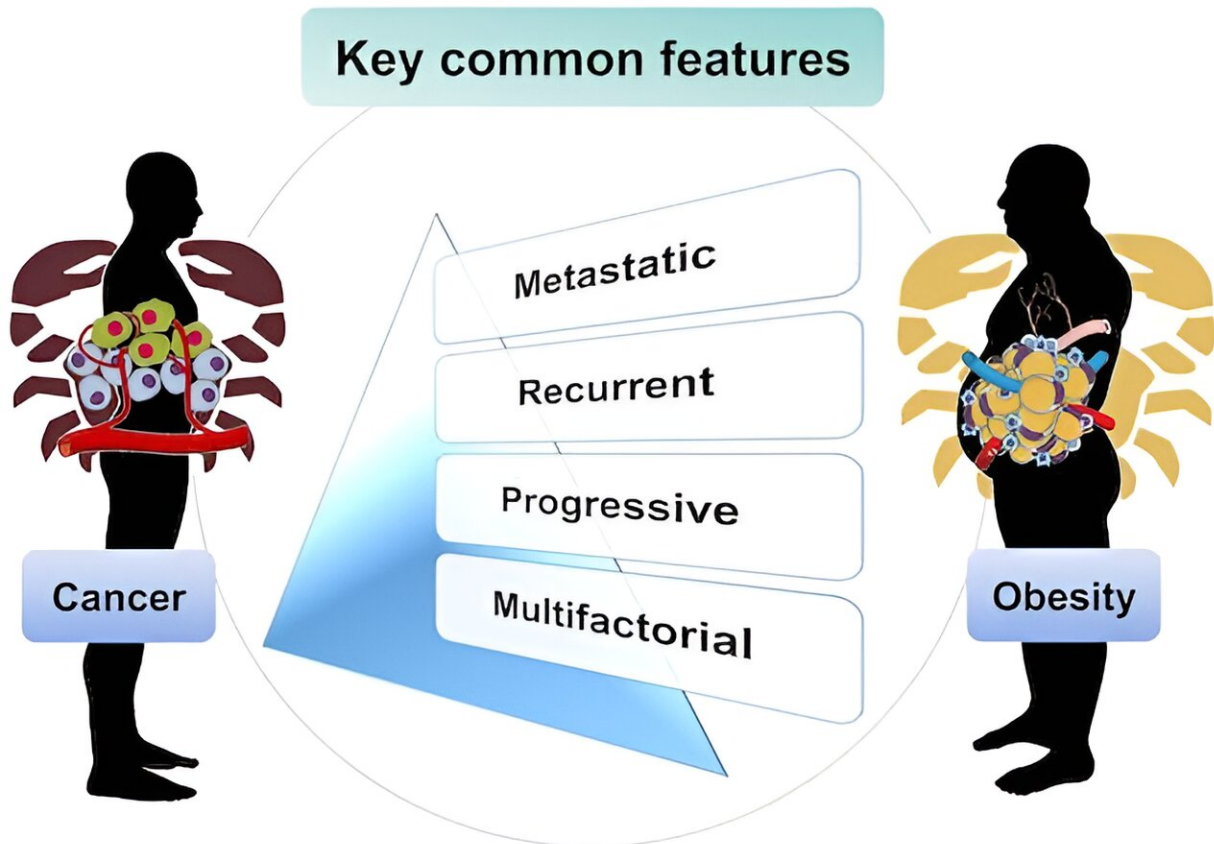 Key common features
Metastatic
Recurrent
Progressive
Multifactorial
Cancer
Obesity